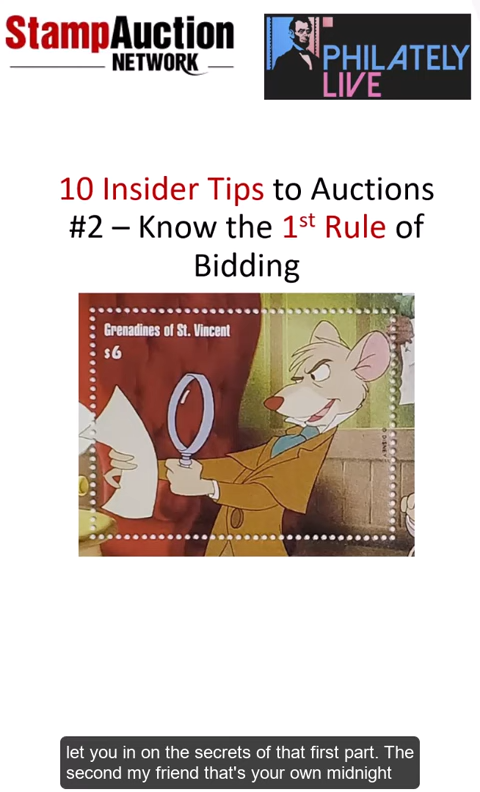 StampAuction
NETWORK
PHILATELY
LIVE
10 Insider Tips to Auctions
#2 – Know the 1st Rule of
Bidding
Grenadines of St. Vincent
$6
let you in on the secrets of that first part. The
second my friend that's your own midnight